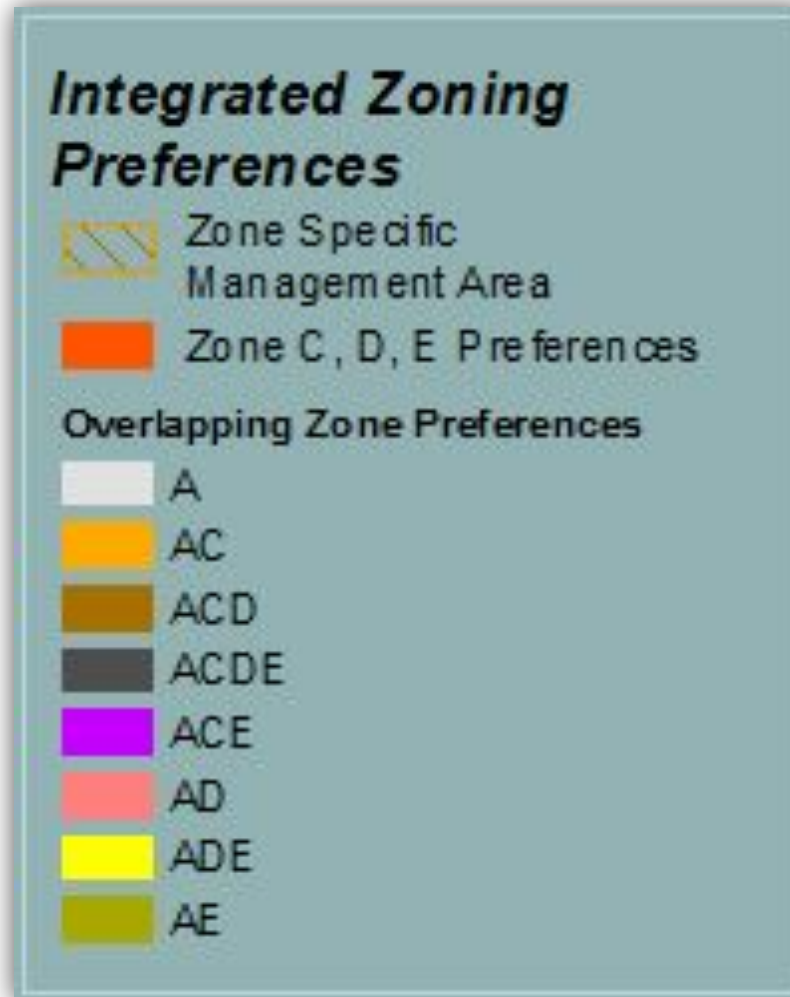 Integrated Zoning
Preferences
Zone Specific
Management Area
Zone C, D, E Preferences
Overlapping Zone Preferences
A
AC
ACD
ACDE
ACE
AD
ADE
AE